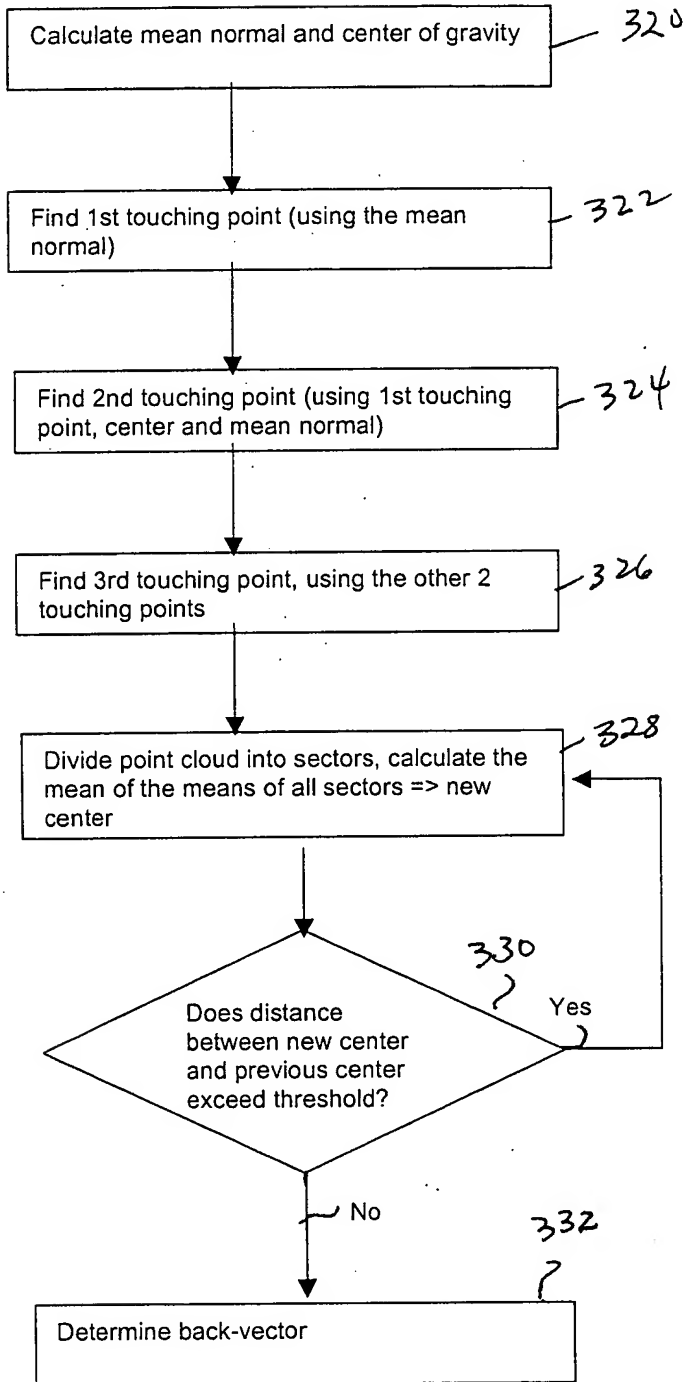 Calculate mean normal and center of gravity
320
Find 1st touching point (using the mean
normal)
322
Find 2nd touching point (using 1st touching
point, center and mean normal)
324
Find 3rd touching point, using the other 2
touching points
326
328
Divide point cloud into sectors, calculate the
mean of the means of all sectors => new
center
330
Does distance
between new center
and previous center
exceed threshold?
Yes
No
332
Determine back-vector